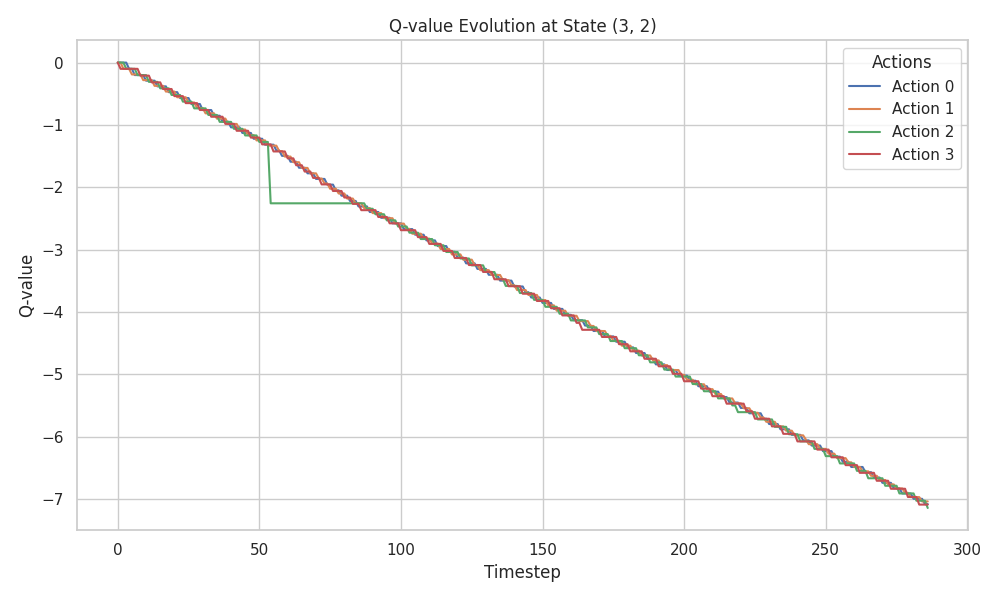 Q-value Evolution at State (3, 2)
Actions
Action 0
Action 1
Action 2
Action 3
Q-value
0
−1
−2
−3
−4
−5
−6
−7
0 50 100 150 200 250 300
Timestep